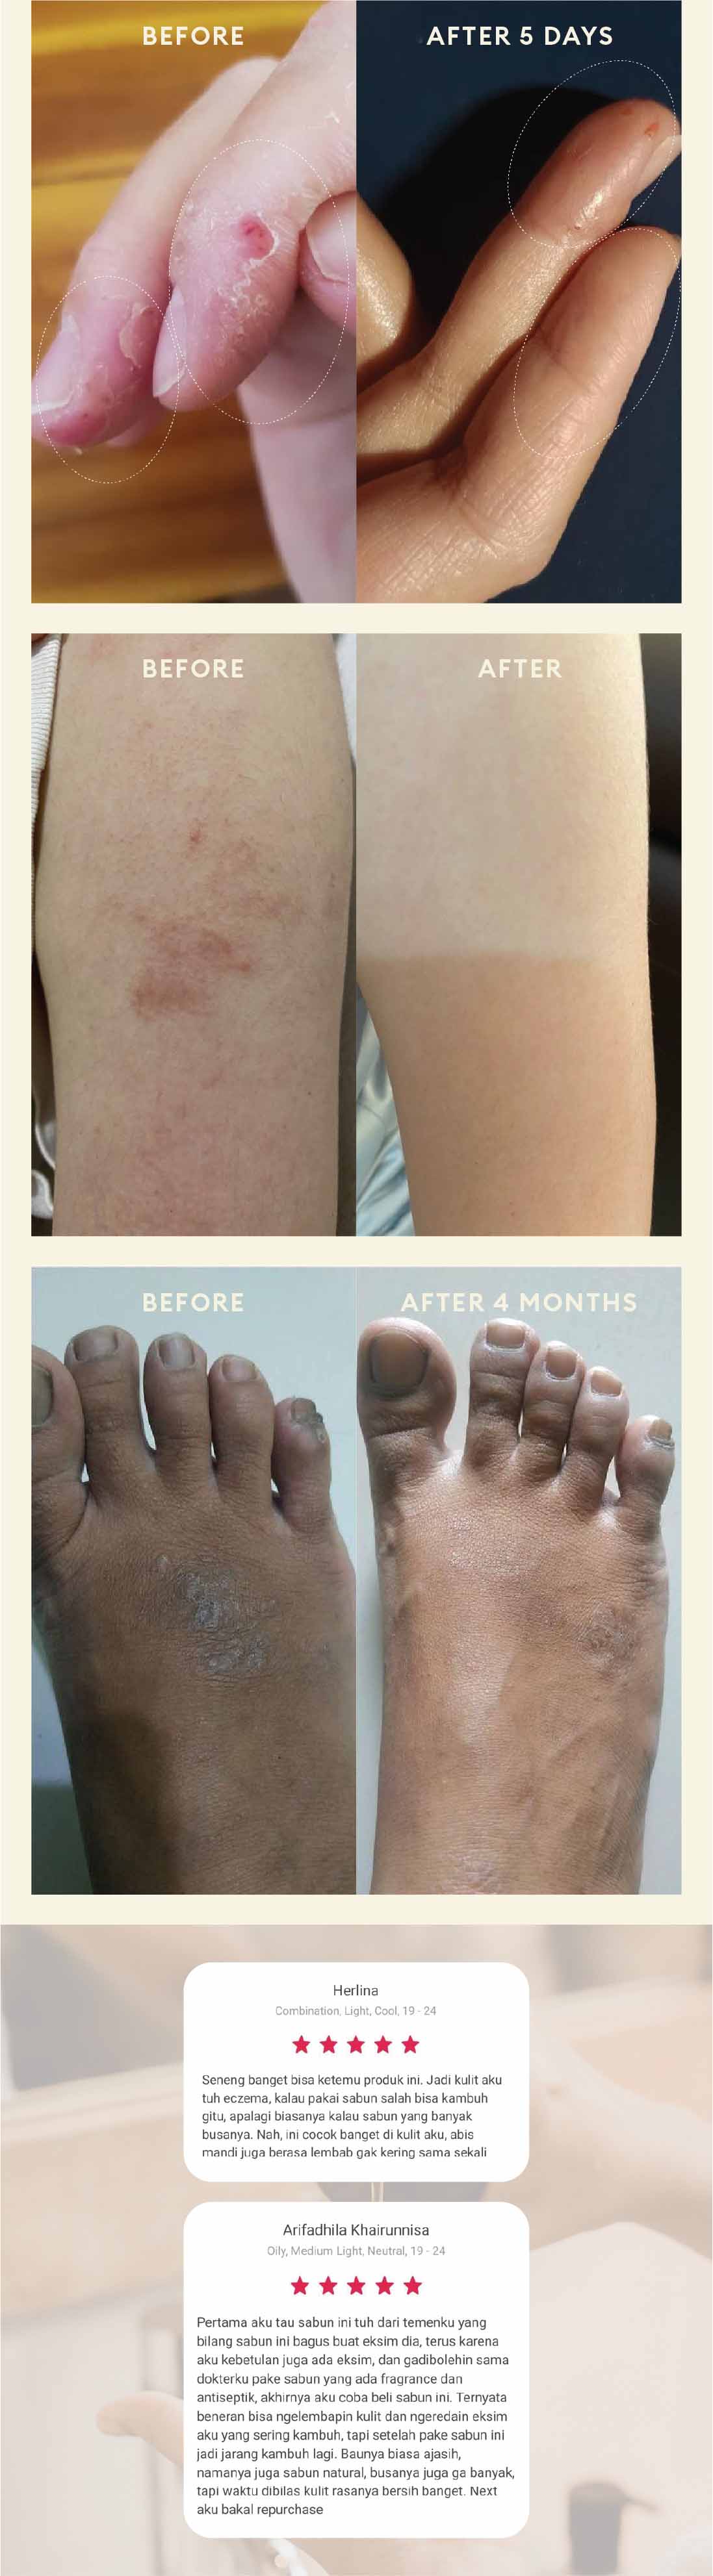 BEFORE
AFTER 5 DAYS
BEFORE
AFTER
BEFORE
AFTER 4 MONTHS
Herlina
Combination, Light, Cool, 19 - 24
Seneng banget bisa ketemu produk ini. Jadi kulit aku
tuh eczema, kalau pakai sabun salah bisa kambuh
gitu, apalagi biasanya kalau sabun yang banyak
busanya. Nah, ini cocok banget di kulit aku, abis
mandi juga berasa lembab gak kering sama sekali
Arifadhila Khairunnisa
Oily, Medium Light, Neutral, 19 - 24
Pertama aku tau sabun ini tuh dari temenku yang
bilang sabun ini bagus buat eksim dia, terus karena
aku kebetulan juga ada eksim, dan gadibolehin sama
dokterku pake sabun yang ada fragrance dan
antiseptik, akhirnya aku coba beli sabun ini. Ternyata
beneran bisa ngelembapin kulit dan ngeredain eksim
aku yang sering kambuh, tapi setelah pake sabun ini
jadi jarang kambuh lagi. Baunya biasa ajasih,
namanya juga sabun natural, busanya juga ga banyak,
tapi waktu dibilas kulit rasanya bersih banget. Next
aku bakal repurchase